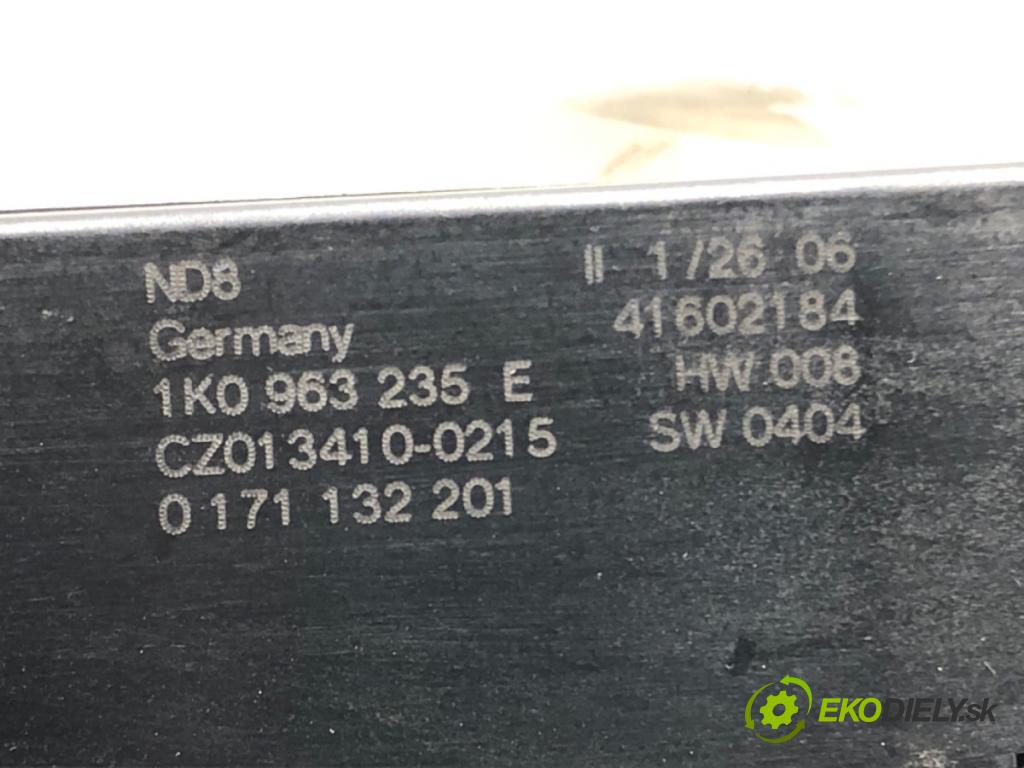 ND8
Germany
1K0 963 235 E
CZ013410-0215
0 171 132 201
II 1/26 06
41602184
HW 008
SW 0404
EKODIELY.sk